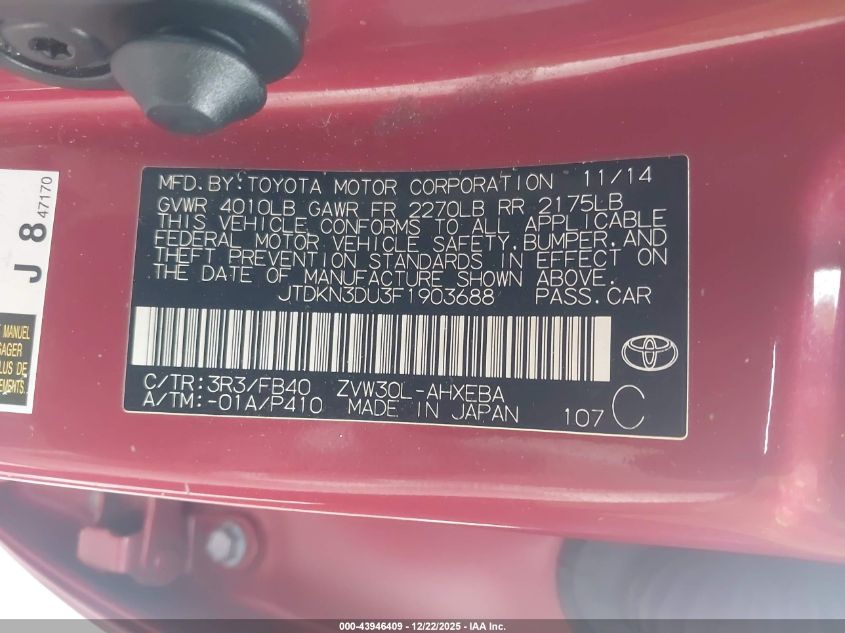 MFD. BY: TOYOTA MOTOR CORPORATION 11/14
GVWR 4010LB GAWR FR 2270LB RR 2175LB
THIS VEHICLE CONFORMS TO ALL APPLICABLE
FEDERAL MOTOR VEHICLE SAFETY, BUMPER, AND
THEFT PREVENTION STANDARDS IN EFFECT ON
THE DATE OF MANUFACTURE SHOWN ABOVE.
JTDKN3DU3F1903688 PASS. CAR
C/TR: 3R3/FB40 ZVW30L-AHXEBA
A/TM: -01A/P410 MADE IN JAPAN 107 C
J 8 47170
MANUEL
PLUS DE
000-43946409 - 12/22/2025 - IAA Inc.